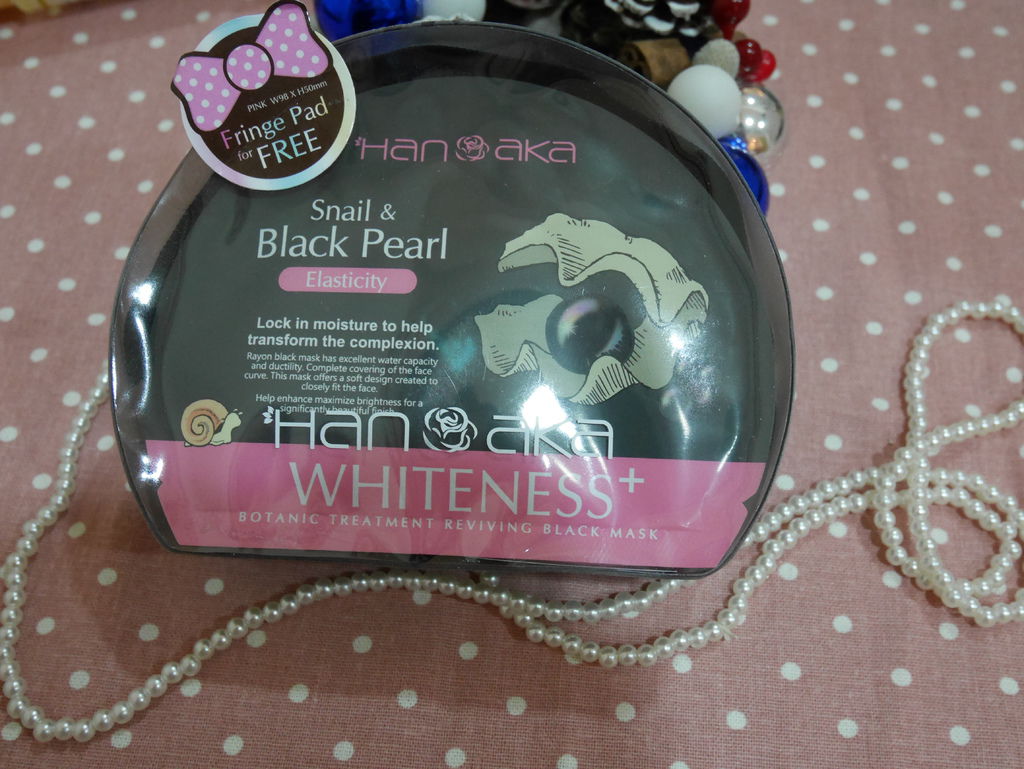 PINK W98 X H50mm
Fringe Pad
for FREE
Hanaka
Snail &
Black Pearl
Elasticity
Lock in moisture to help
transform the complexion.
Rayon black mask has excellent water capacity
and ductility. Complete covering of the face
curve. This mask offers a soft design created to
closely fit the face.
Help enhance maximize brightness for a
significantly beautiful finish
Hanaka
WHITENESS+
BOTANIC TREATMENT REVIVING BLACK MASK